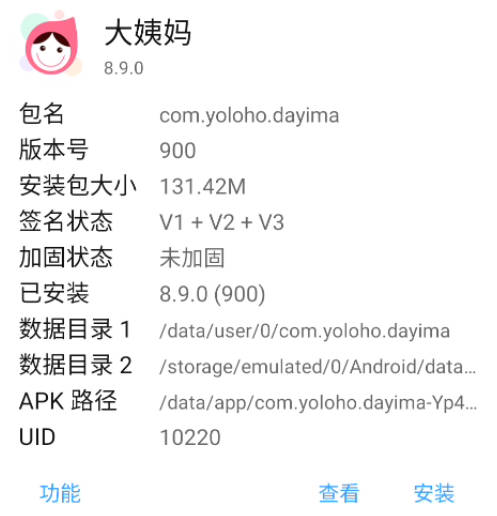 大姨妈
8.9.0
包名 com.yoloho.dayima
版本号 900
安装包大小 131.42M
签名状态 V1 + V2 + V3
加固状态 未加固
已安装 8.9.0 (900)
数据目录 1 /data/user/0/com.yoloho.dayima
数据目录 2 /storage/emulated/0/Android/data...
APK 路径 /data/app/com.yoloho.dayima-Yp4...
UID 10220
功能 查看 安装